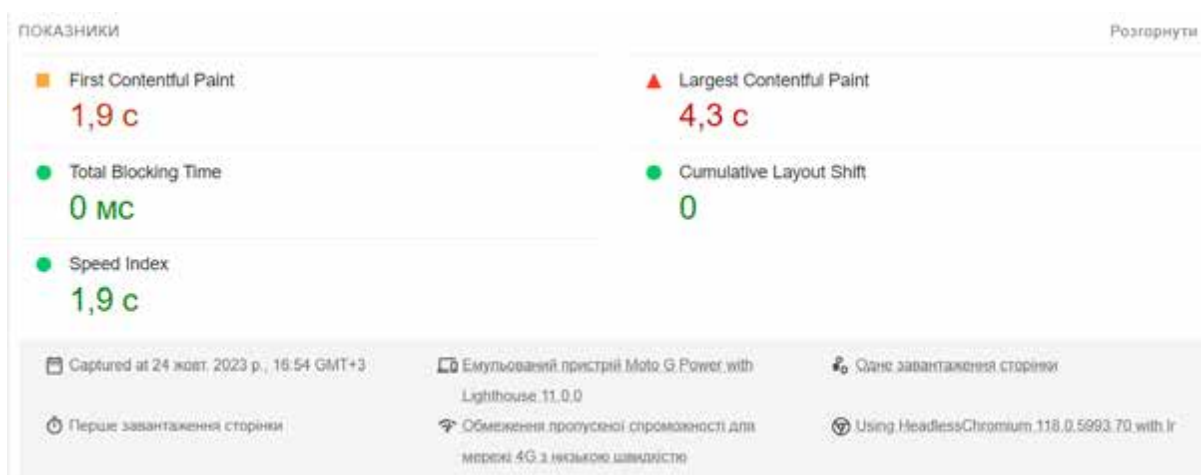 ПОКАЗНИКИ
Розгорнути
First Contentful Paint
1,9 с
Largest Contentful Paint
4,3 с
Total Blocking Time
0 мс
Cumulative Layout Shift
0
Speed Index
1,9 с
Captured at 24 жовт. 2023 р., 16:54 GMT+3
Емульований пристрій Moto G Power with
Lighthouse 11.0.0
Одне завантаження сторінки
Перше завантаження сторінки
Обмеження пропускної спроможності для
мережі 4G з низькою швидкістю
Using HeadlessChromium 118.0.5993.70 with lr